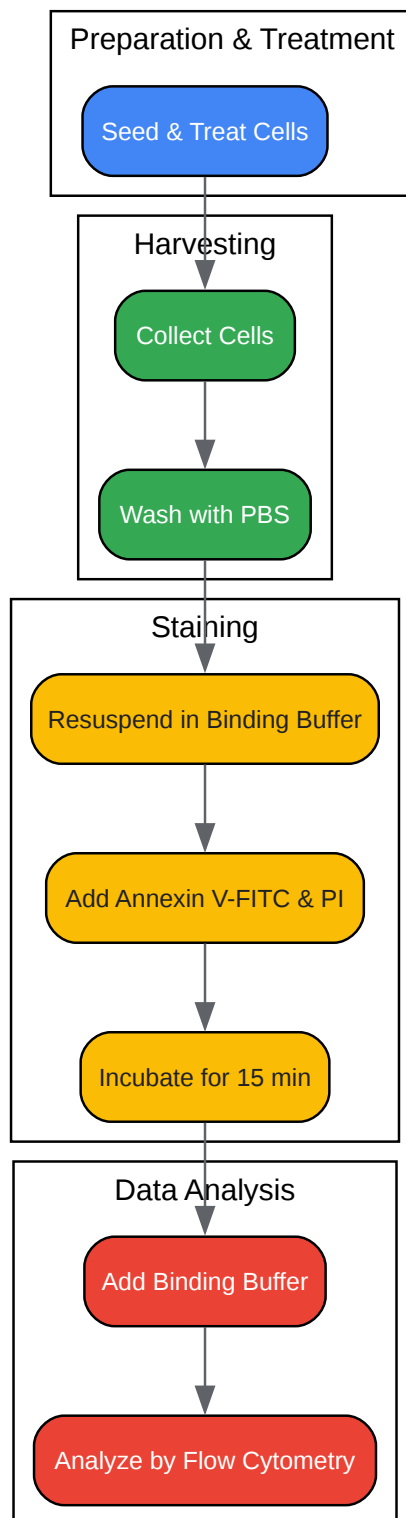 Preparation & Treatment
Seed & Treat Cells
Harvesting
Collect Cells
Wash with PBS
Staining
Resuspend in Binding Buffer
Add Annexin V-FITC & PI
Incubate for 15 min
Data Analysis
Add Binding Buffer
Analyze by Flow Cytometry